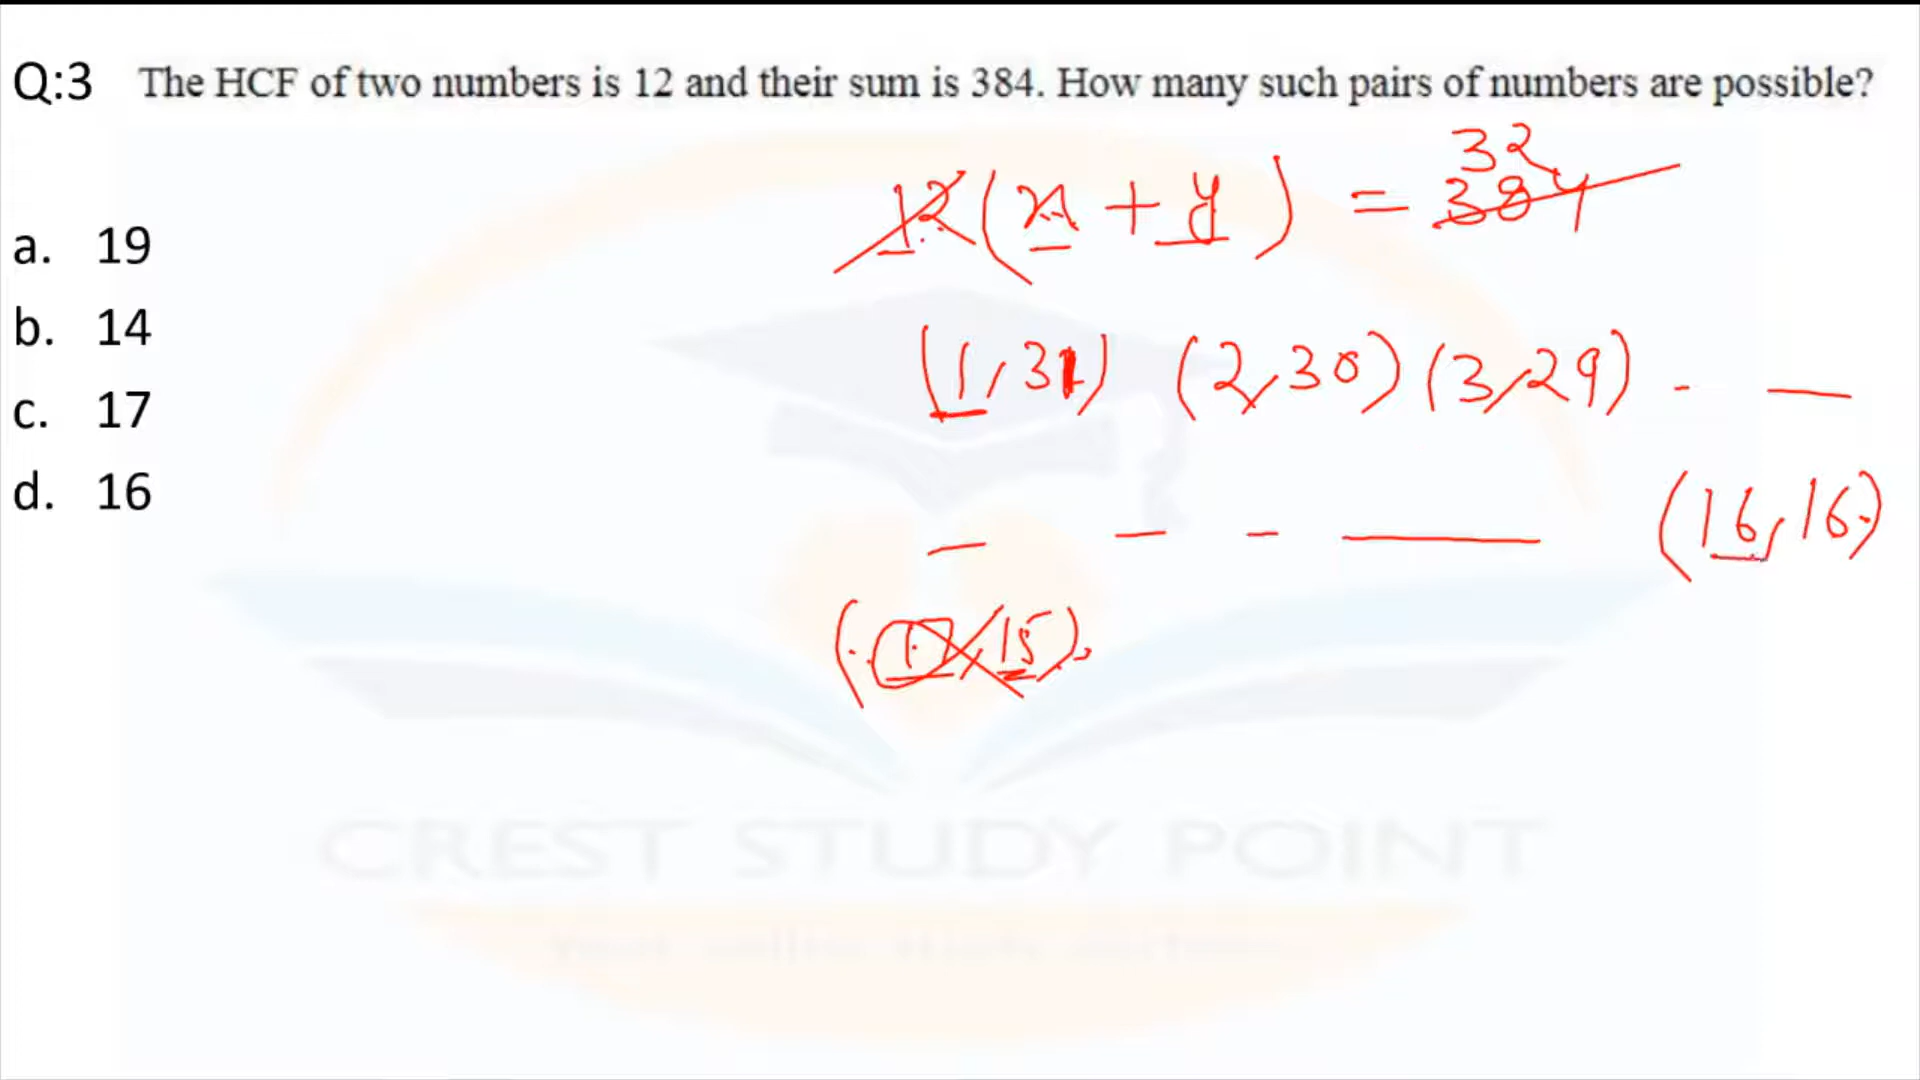 Q:3 The HCF of two numbers is 12 and their sum is 384. How many such pairs of numbers are possible?
32
12 (x + y) = 384
a. 19
b. 14
(1,31) (2,30) (3,29) - —
c. 17
d. 16
— — - — (16,16)
(17,15)
CREST STUDY POINT